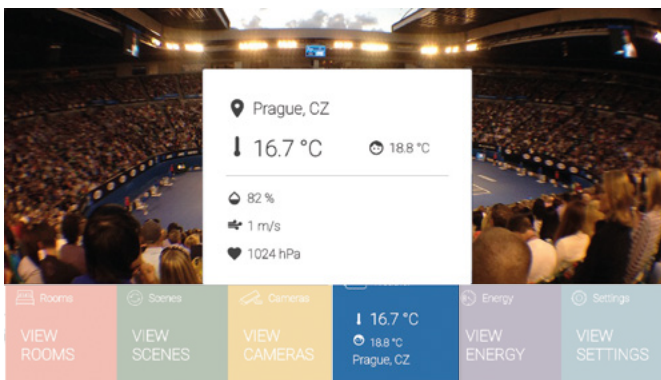 Prague, CZ
16.7 °C
18.8 °C
82 %
1 m/s
1024 hPa
Rooms
VIEW
ROOMS
Scenes
VIEW
SCENES
Cameras
VIEW
CAMERAS
16.7 °C
18.8 °C
Prague, CZ
Energy
VIEW
ENERGY
Settings
VIEW
SETTINGS